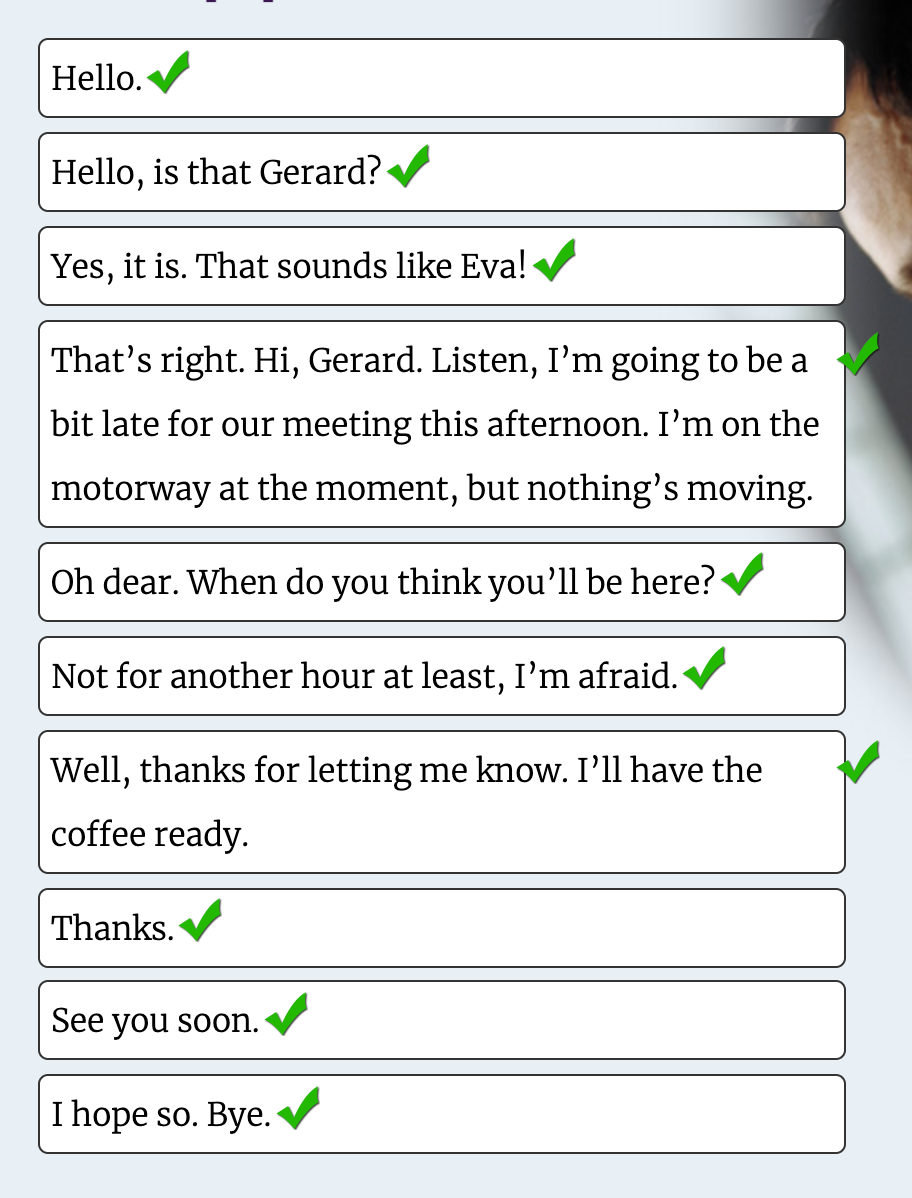 Hello.
Hello, is that Gerard?
Yes, it is. That sounds like Eva!
That’s right. Hi, Gerard. Listen, I’m going to be a
bit late for our meeting this afternoon. I’m on the
motorway at the moment, but nothing’s moving.
Oh dear. When do you think you’ll be here?
Not for another hour at least, I’m afraid.
Well, thanks for letting me know. I’ll have the
coffee ready.
Thanks.
See you soon.
I hope so. Bye.